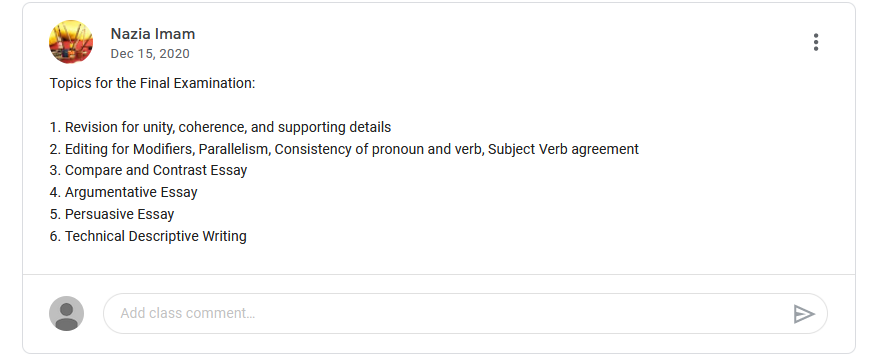 Nazia Imam
Dec 15, 2020
Topics for the Final Examination:
1. Revision for unity, coherence, and supporting details
2. Editing for Modifiers, Parallelism, Consistency of pronoun and verb, Subject Verb agreement
3. Compare and Contrast Essay
4. Argumentative Essay
5. Persuasive Essay
6. Technical Descriptive Writing
Add class comment…